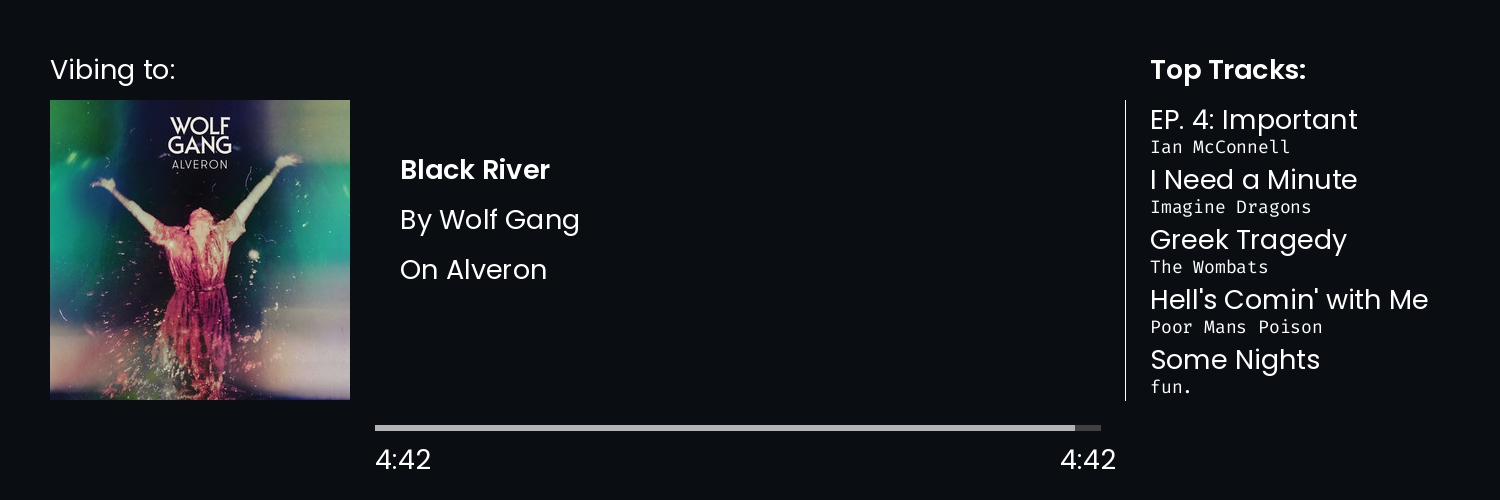 Vibing to:
WOLF
GANG
ALVERON
Black River
By Wolf Gang
On Alveron
4:42
4:42
Top Tracks:
EP. 4: Important
Ian McConnell
I Need a Minute
Imagine Dragons
Greek Tragedy
The Wombats
Hell's Comin' with Me
Poor Mans Poison
Some Nights
fun.